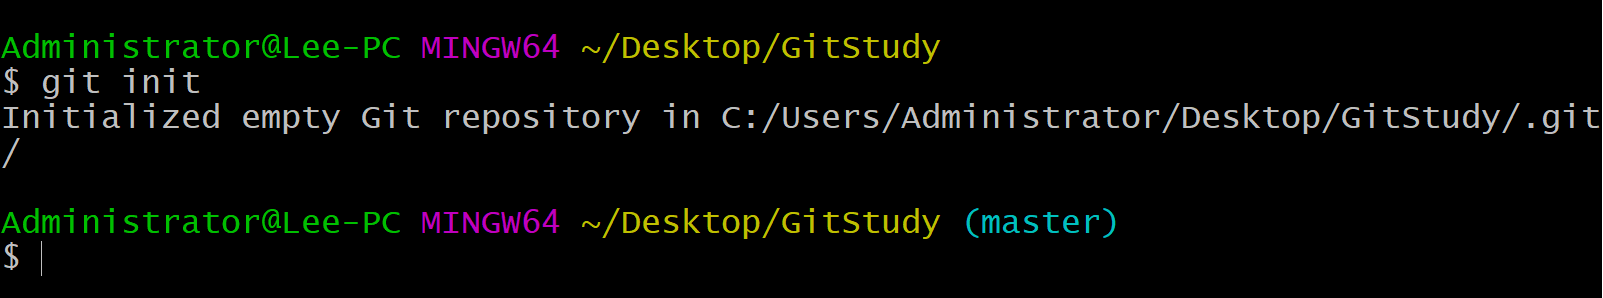 Administrator@Lee-PC MINGW64 ~/Desktop/GitStudy
$ git init
Initialized empty Git repository in C:/Users/Administrator/Desktop/GitStudy/.git
/
Administrator@Lee-PC MINGW64 ~/Desktop/GitStudy (master)
$